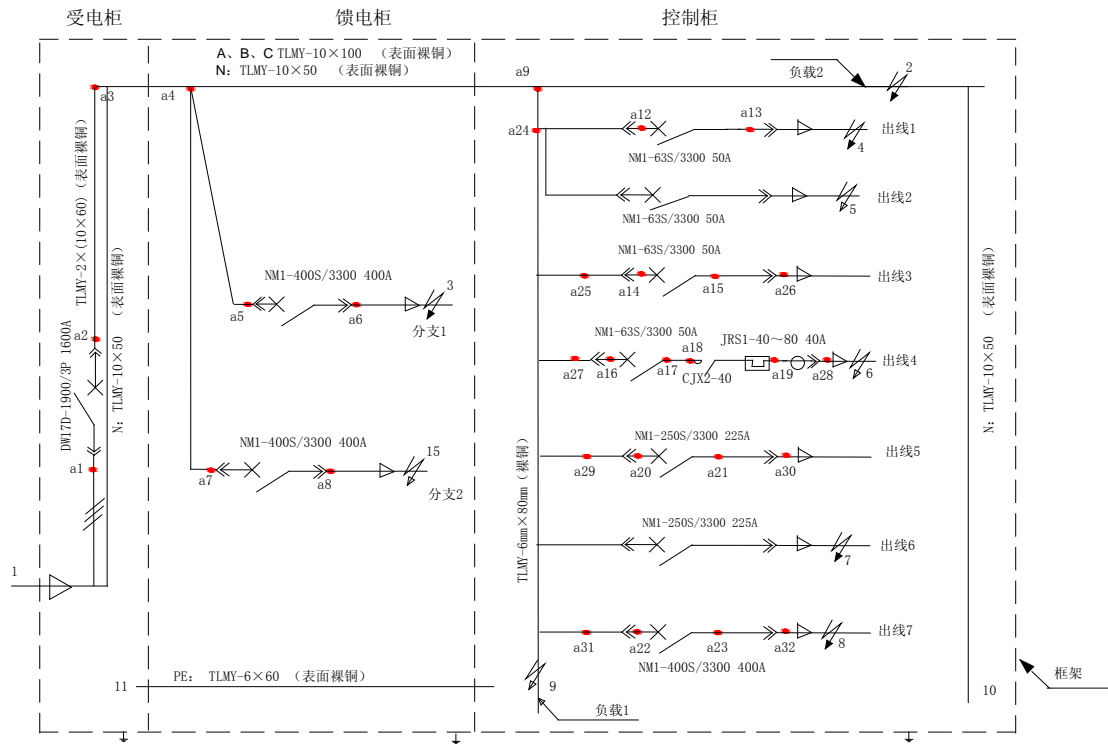 受电柜
馈电柜
控制柜
A、B、C TLMY-10×100 （表面裸铜）
N: TLMY-10×50 （表面裸铜）
负载2
2
a3
a4
a9
a12
a13
a24
出线1
4
NM1-63S/3300 50A
出线2
5
NM1-63S/3300 50A
TLMY-2×(10×60)(表面裸铜)
N: TLMY-10×50 (表面裸铜)
DW17D-1900/3P 1600A
a2
a1
1
NM1-400S/3300 400A
3
a5
a6
分支1
NM1-63S/3300 50A
出线3
a25
a14
a15
a26
NM1-63S/3300 50A
JRS1-40～80 40A
a18
出线4
a27
a16
a17
CJX2-40
a19
a28
6
N: TLMY-10×50 (表面裸铜)
NM1-400S/3300 400A
15
a7
a8
分支2
NM1-250S/3300 225A
出线5
a29
a20
a21
a30
TLMY-6mm×80mm(裸铜)
NM1-250S/3300 225A
出线6
7
出线7
a31
a22
a23
a32
8
NM1-400S/3300 400A
PE: TLMY-6×60 （表面裸铜）
11
9
10
框架
负载1